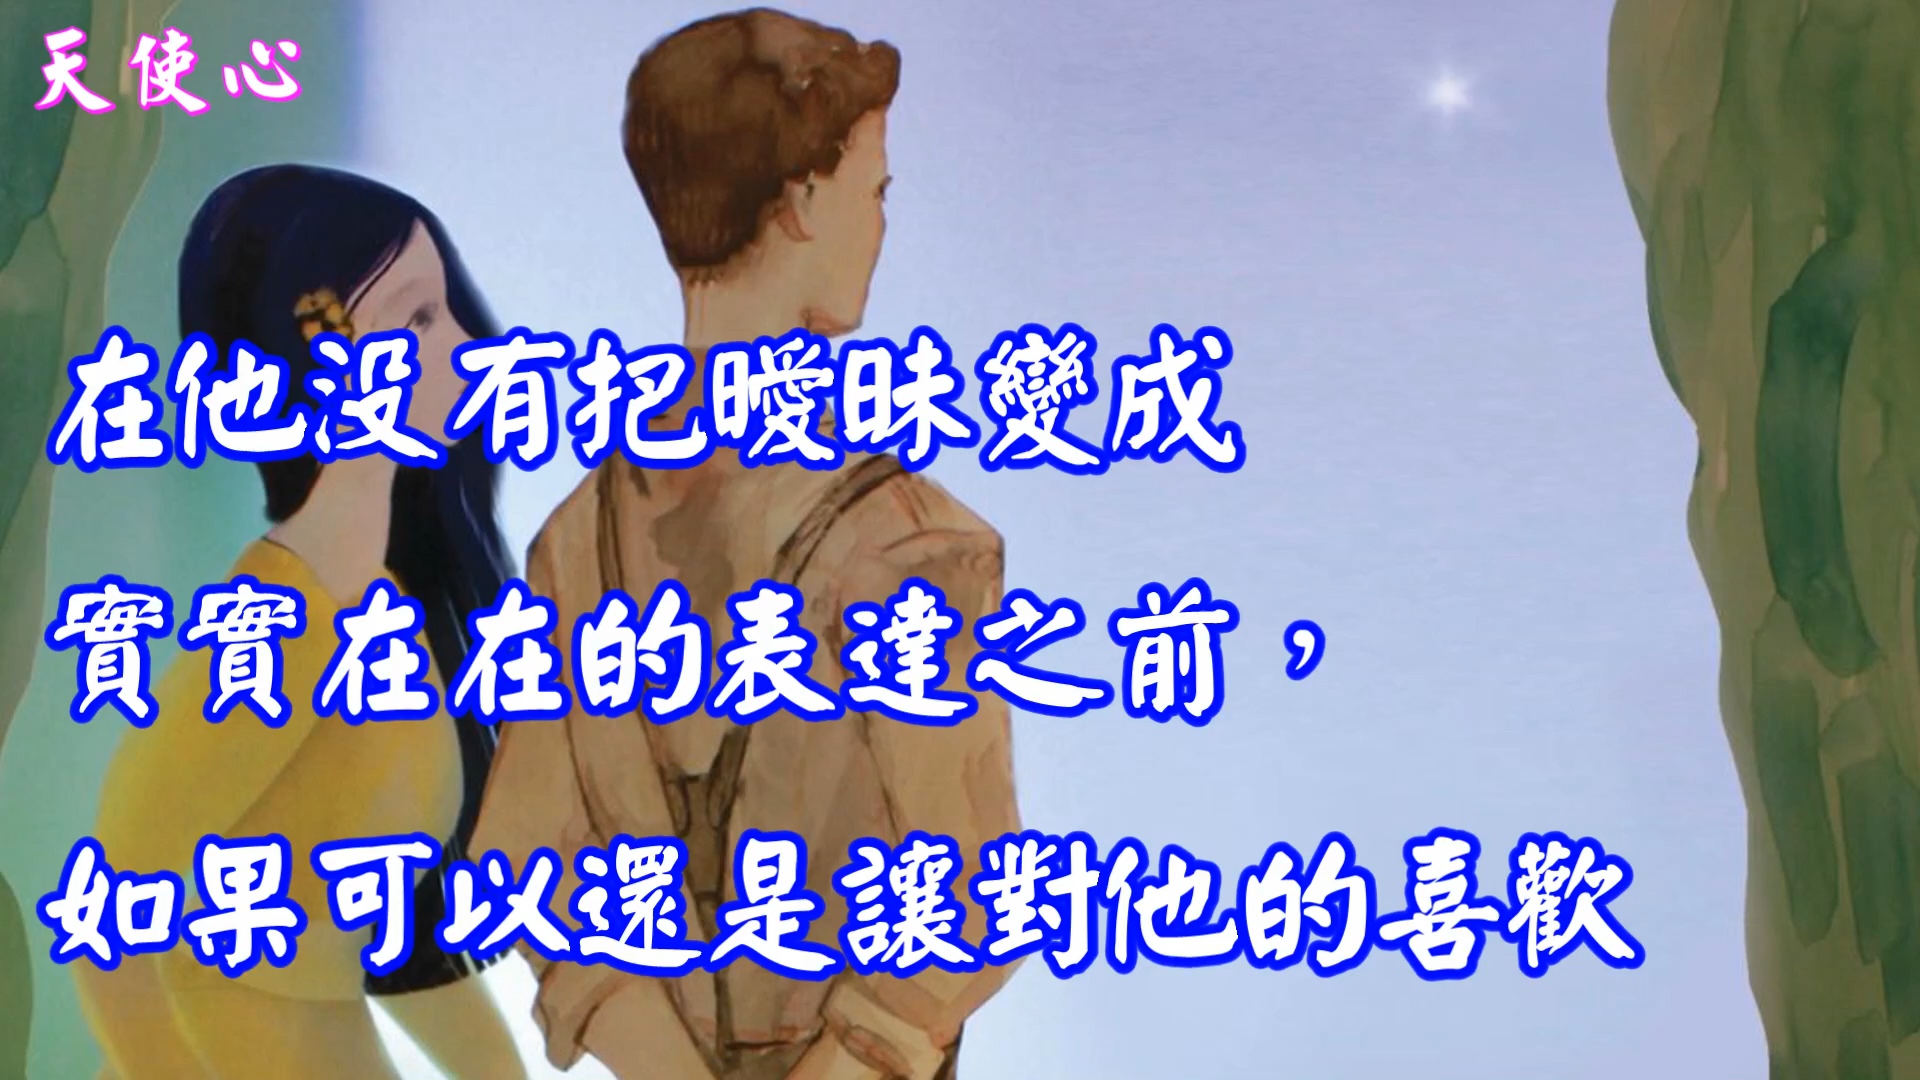 天使心
在他没有把曖昧變成
實實在在的表達之前，
如果可以還是讓對他的喜歡